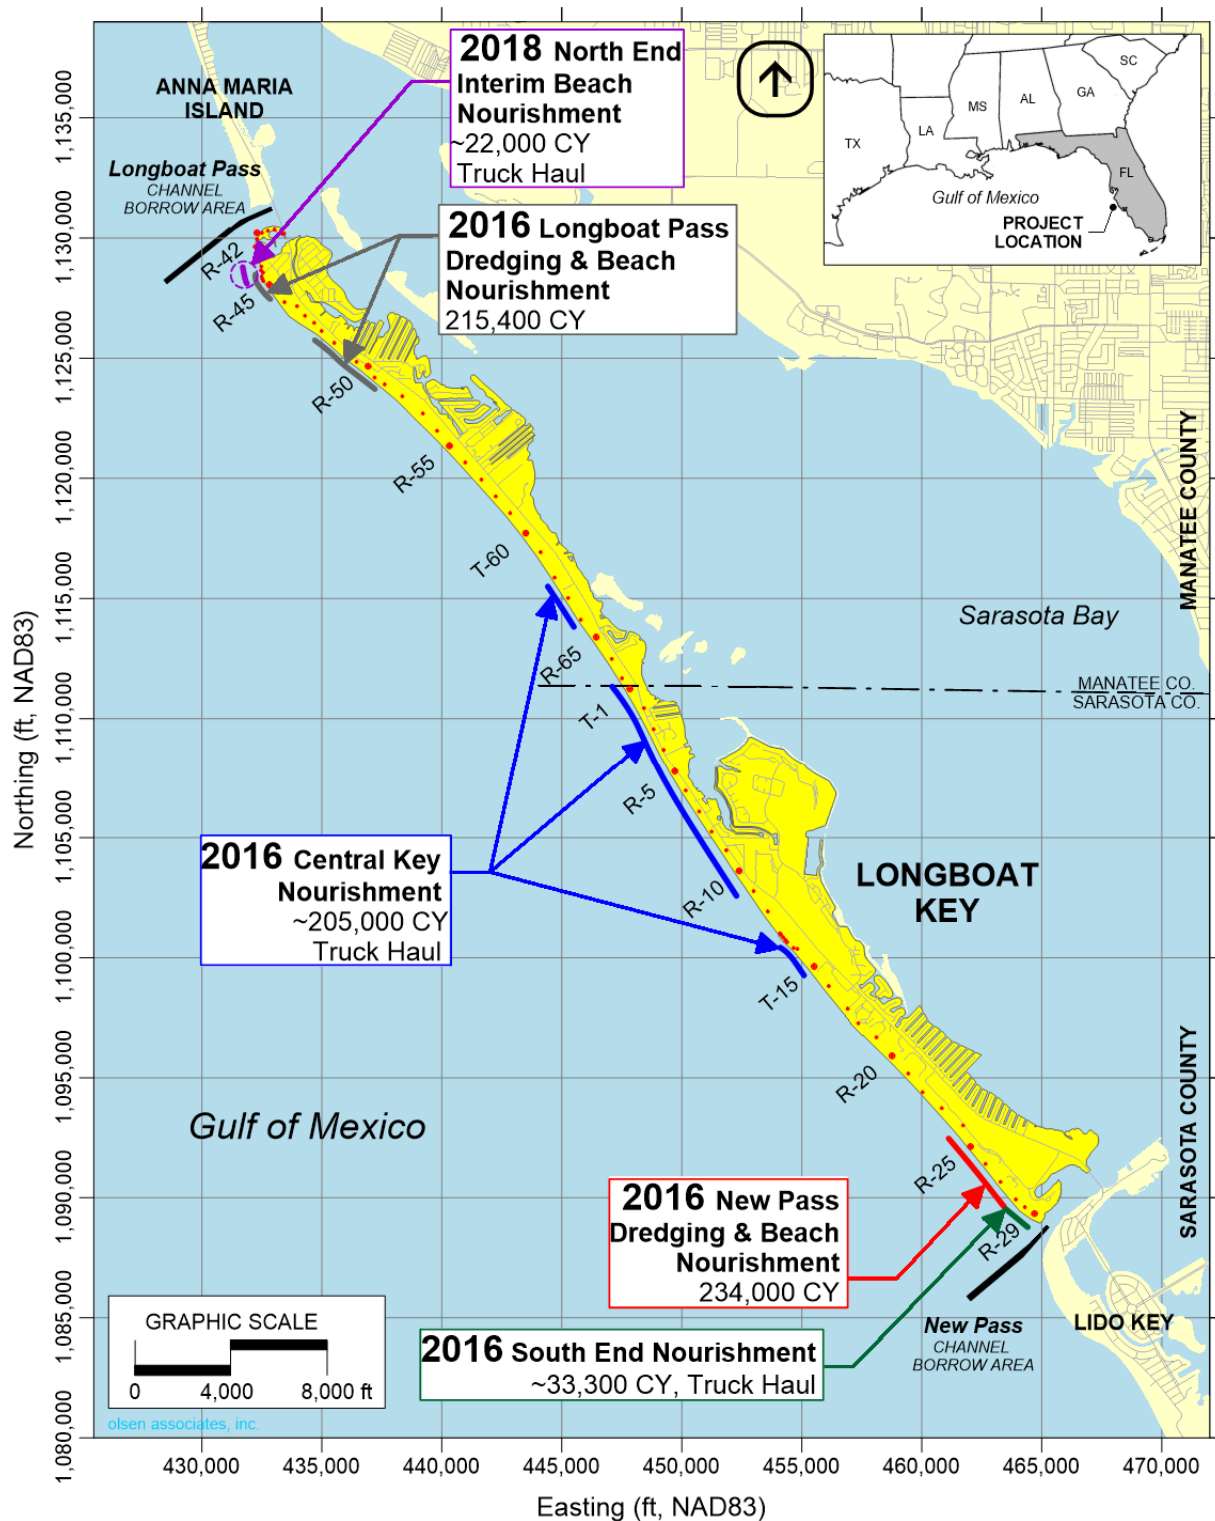 2018 North End
Interim Beach
Nourishment
~22,000 CY
Truck Haul
ANNA MARIA
ISLAND
Longboat Pass
CHANNEL
BORROW AREA
2016 Longboat Pass
Dredging & Beach
Nourishment
215,400 CY
TX
LA
MS
AL
GA
SC
FL
Gulf of Mexico
PROJECT
LOCATION
R-42
R-45
R-50
R-55
T-60
R-65
T-1
R-5
R-10
T-15
R-20
R-25
R-29
MANATEE COUNTY
Sarasota Bay
MANATEE CO.
SARASOTA CO.
2016 Central Key
Nourishment
~205,000 CY
Truck Haul
LONGBOAT
KEY
Gulf of Mexico
SARASOTA COUNTY
2016 New Pass
Dredging & Beach
Nourishment
234,000 CY
2016 South End Nourishment
~33,300 CY, Truck Haul
New Pass
CHANNEL
BORROW AREA
LIDO KEY
GRAPHIC SCALE
0 4,000 8,000 ft
olsen associates, inc.
1,135,000
1,130,000
1,125,000
1,120,000
1,115,000
1,110,000
1,105,000
1,100,000
1,095,000
1,090,000
1,085,000
1,080,000
Northing (ft, NAD83)
430,000 435,000 440,000 445,000 450,000 455,000 460,000 465,000 470,000
Easting (ft, NAD83)